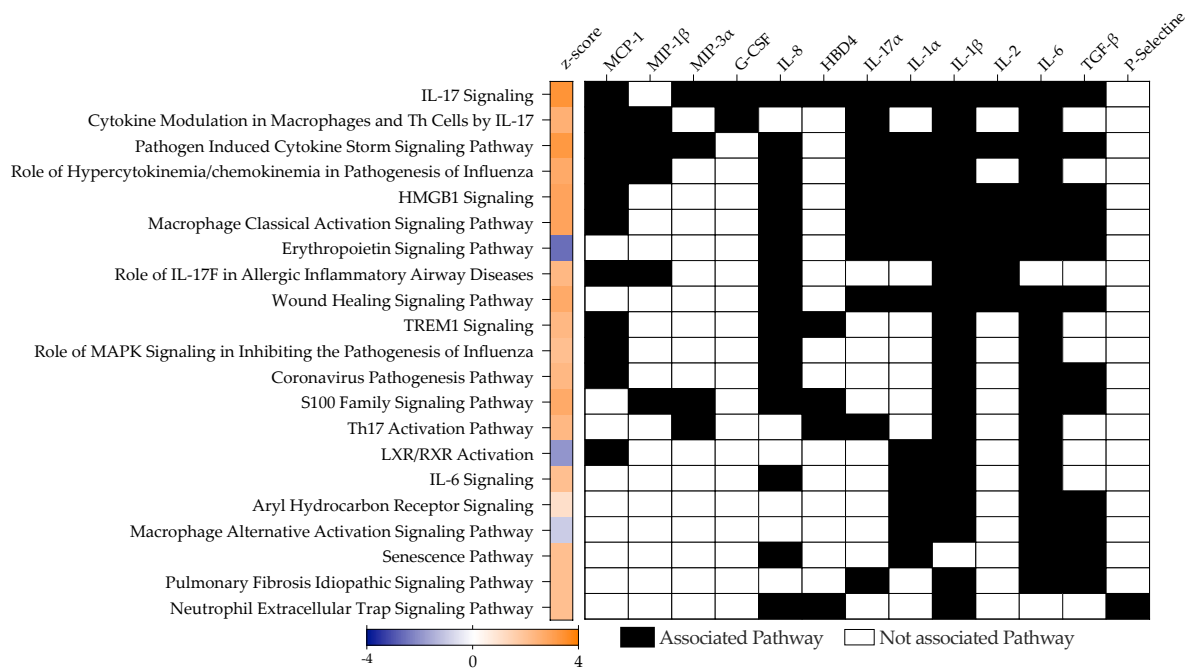 z-score
MCP-1
MIP-1β
MIP-3α
G-CSF
IL-8
HBD4
IL-17α
IL-1α
IL-1β
IL-2
IL-6
TGF-β
P-Selectine
IL-17 Signaling
Cytokine Modulation in Macrophages and Th Cells by IL-17
Pathogen Induced Cytokine Storm Signaling Pathway
Role of Hypercytokinemia/chemokinemia in Pathogenesis of Influenza
HMGB1 Signaling
Macrophage Classical Activation Signaling Pathway
Erythropoietin Signaling Pathway
Role of IL-17F in Allergic Inflammatory Airway Diseases
Wound Healing Signaling Pathway
TREM1 Signaling
Role of MAPK Signaling in Inhibiting the Pathogenesis of Influenza
Coronavirus Pathogenesis Pathway
S100 Family Signaling Pathway
Th17 Activation Pathway
LXR/RXR Activation
IL-6 Signaling
Aryl Hydrocarbon Receptor Signaling
Macrophage Alternative Activation Signaling Pathway
Senescence Pathway
Pulmonary Fibrosis Idiopathic Signaling Pathway
Neutrophil Extracellular Trap Signaling Pathway
-4 0 4
Associated Pathway Not associated Pathway